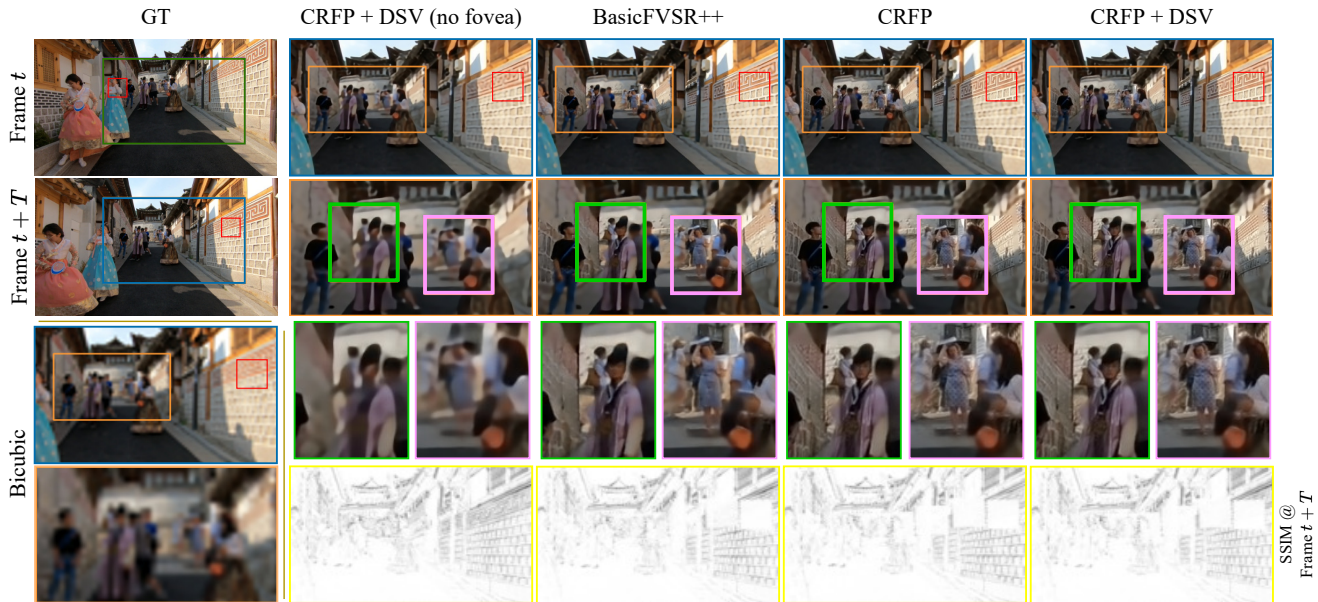 GT
CRFP + DSV (no fovea)
BasicFVSR++
CRFP
CRFP + DSV
Frame t
Frame t + T
Bicubic
SSIM @
Frame t + T